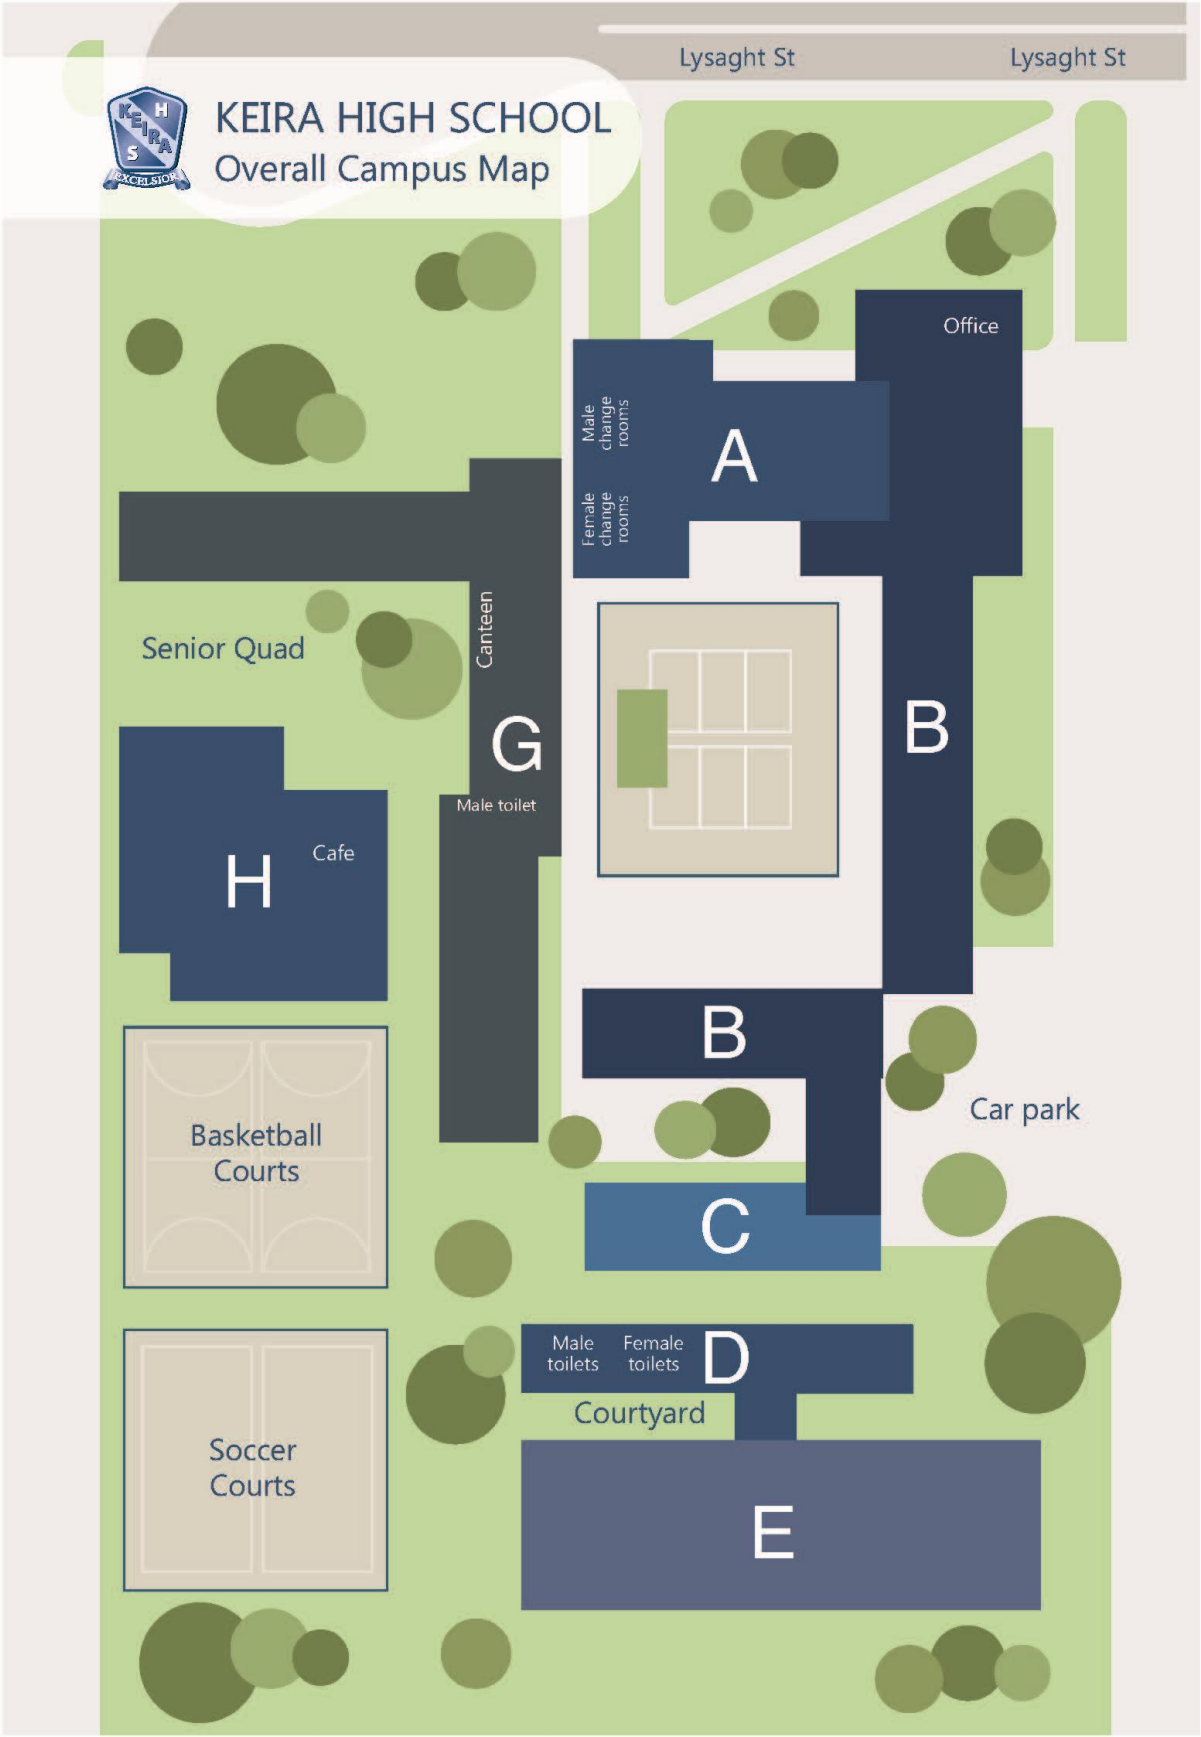 Lysaght St
Lysaght St
KEIRA
H
S
EXCELSIOR
KEIRA HIGH SCHOOL
Overall Campus Map
Office
Male
change
rooms
A
Female
change
rooms
Canteen
Senior Quad
G
B
Male toilet
Cafe
H
B
Car park
Basketball
Courts
C
Male
toilets
Female
toilets
D
Courtyard
Soccer
Courts
E